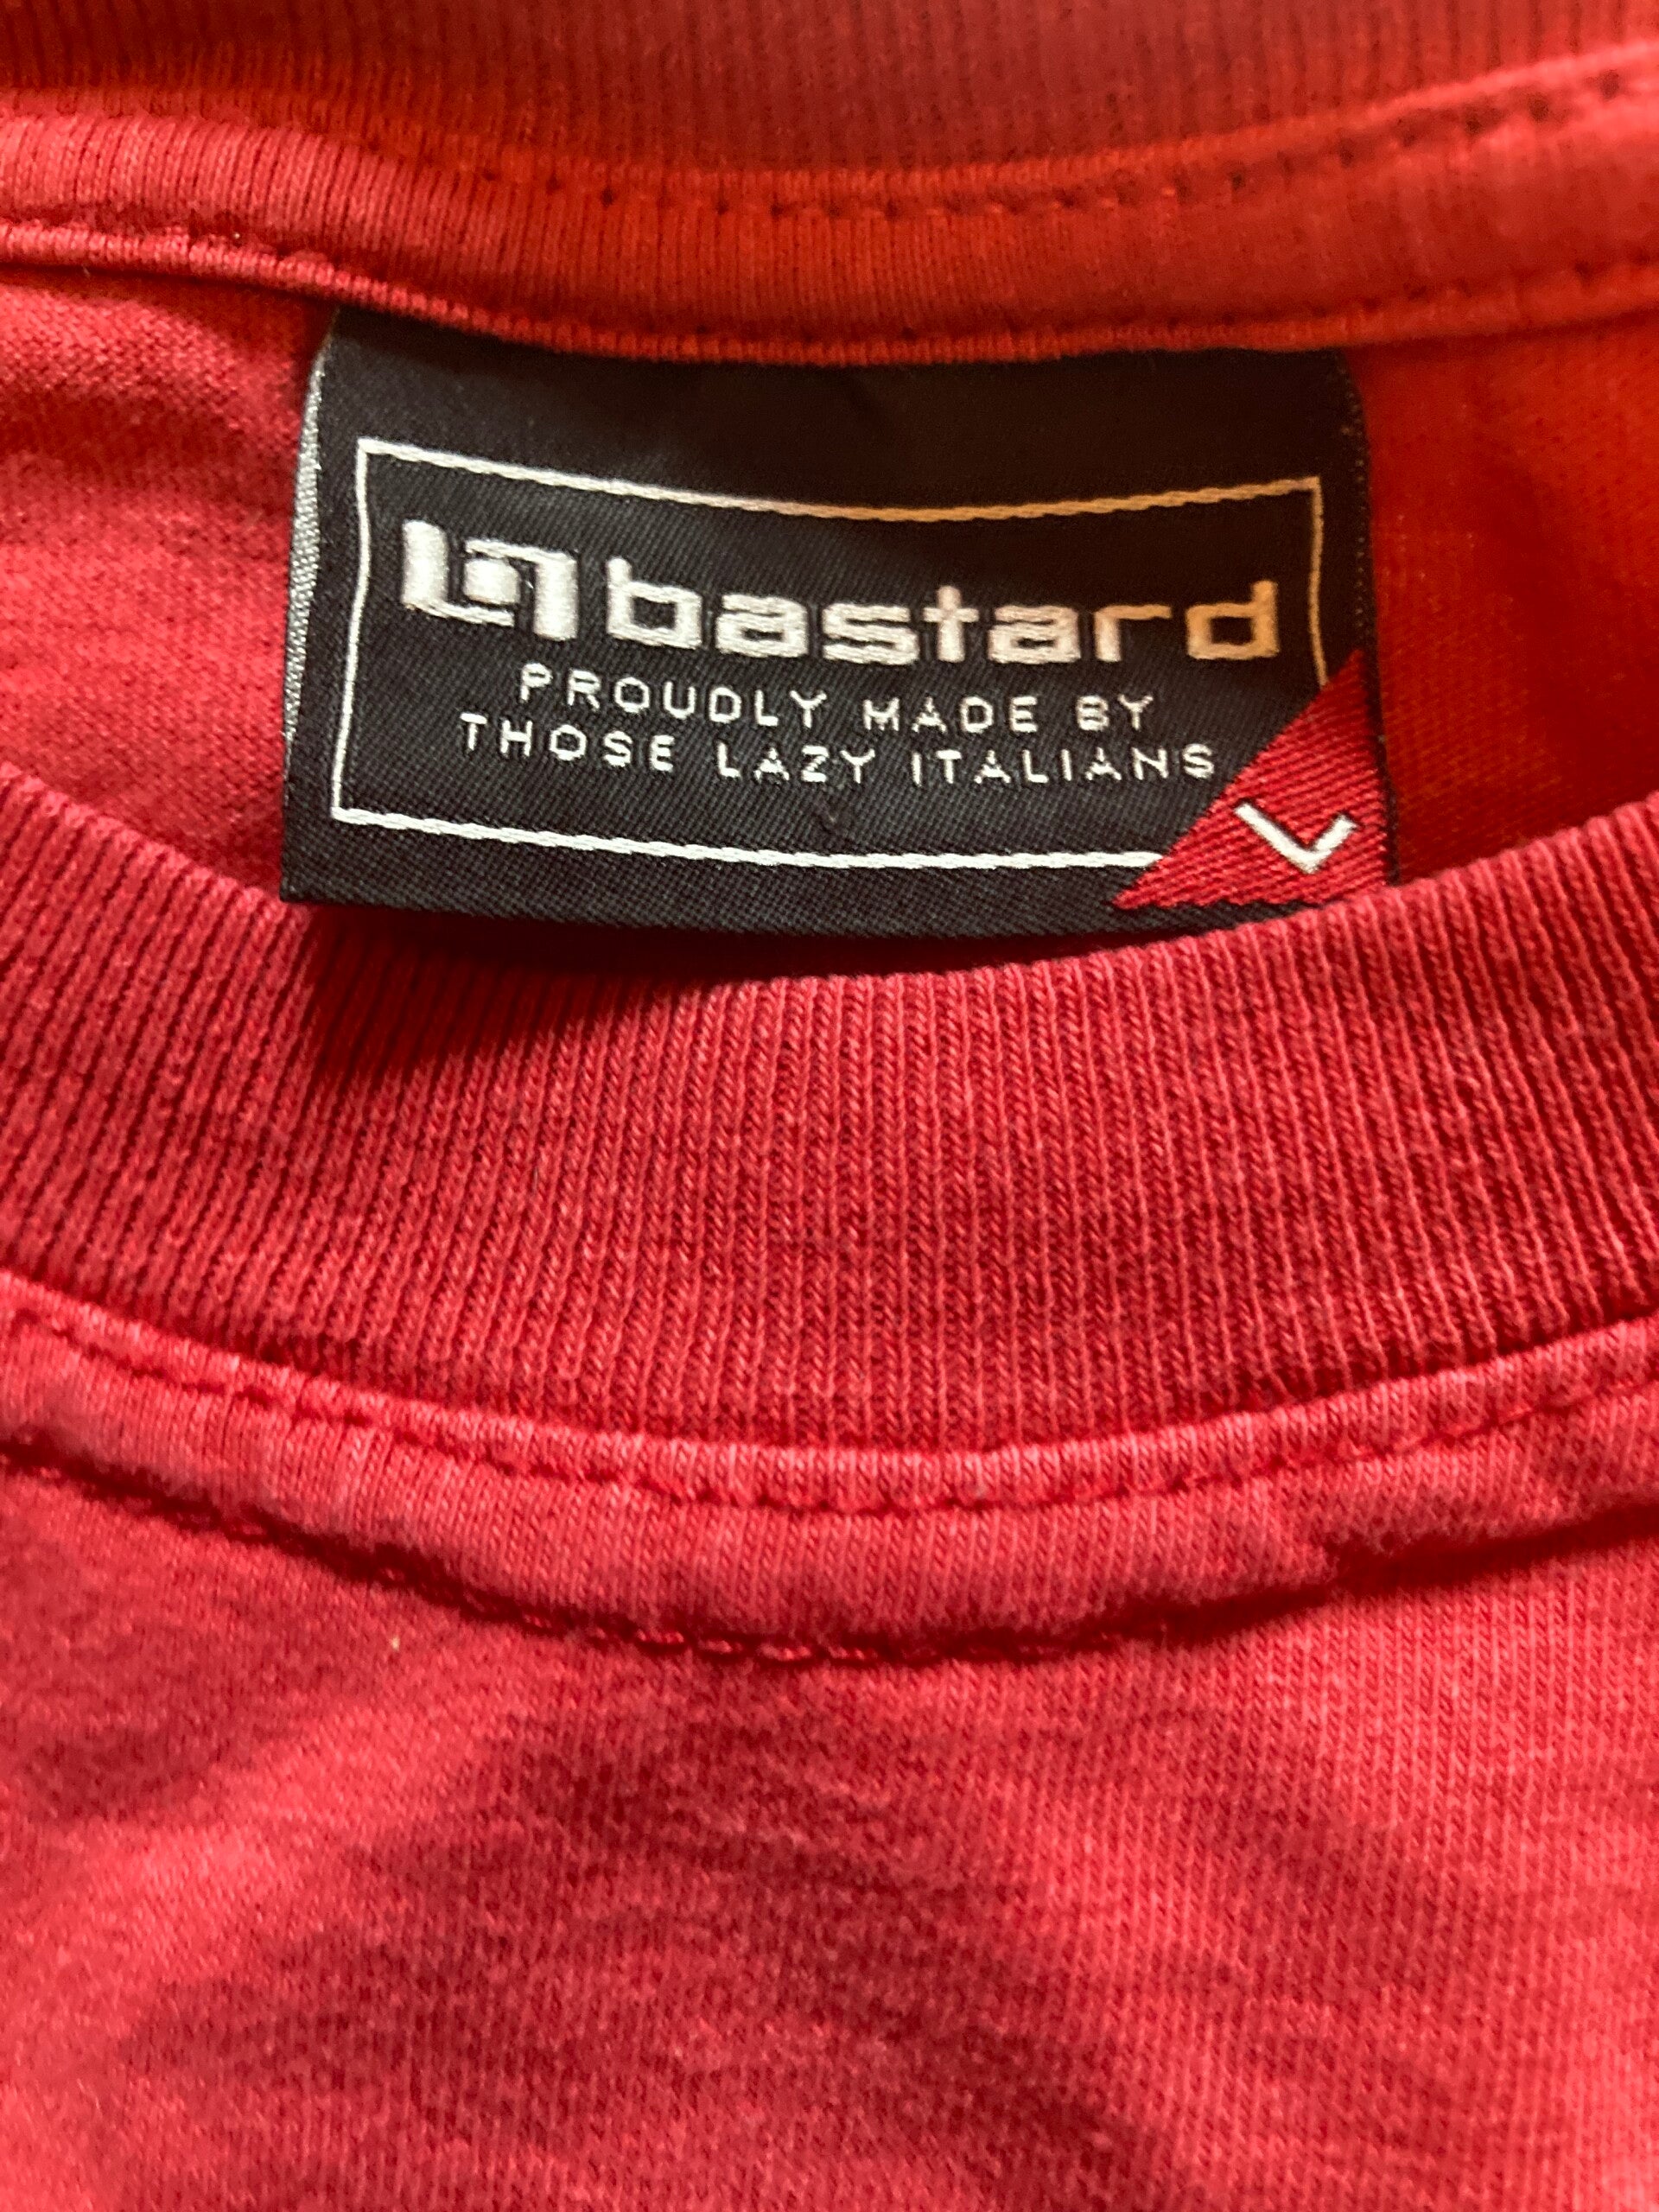 bastard
PROUDLY MADE BY
THOSE LAZY ITALIANS
L